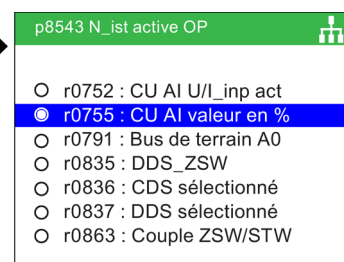 p8543 N_ist active OP
r0752 : CU AI U/I_inp act
r0755 : CU AI valeur en %
r0791 : Bus de terrain A0
r0835 : DDS_ZSW
r0836 : CDS sélectionné
r0837 : DDS sélectionné
r0863 : Couple ZSW/STW